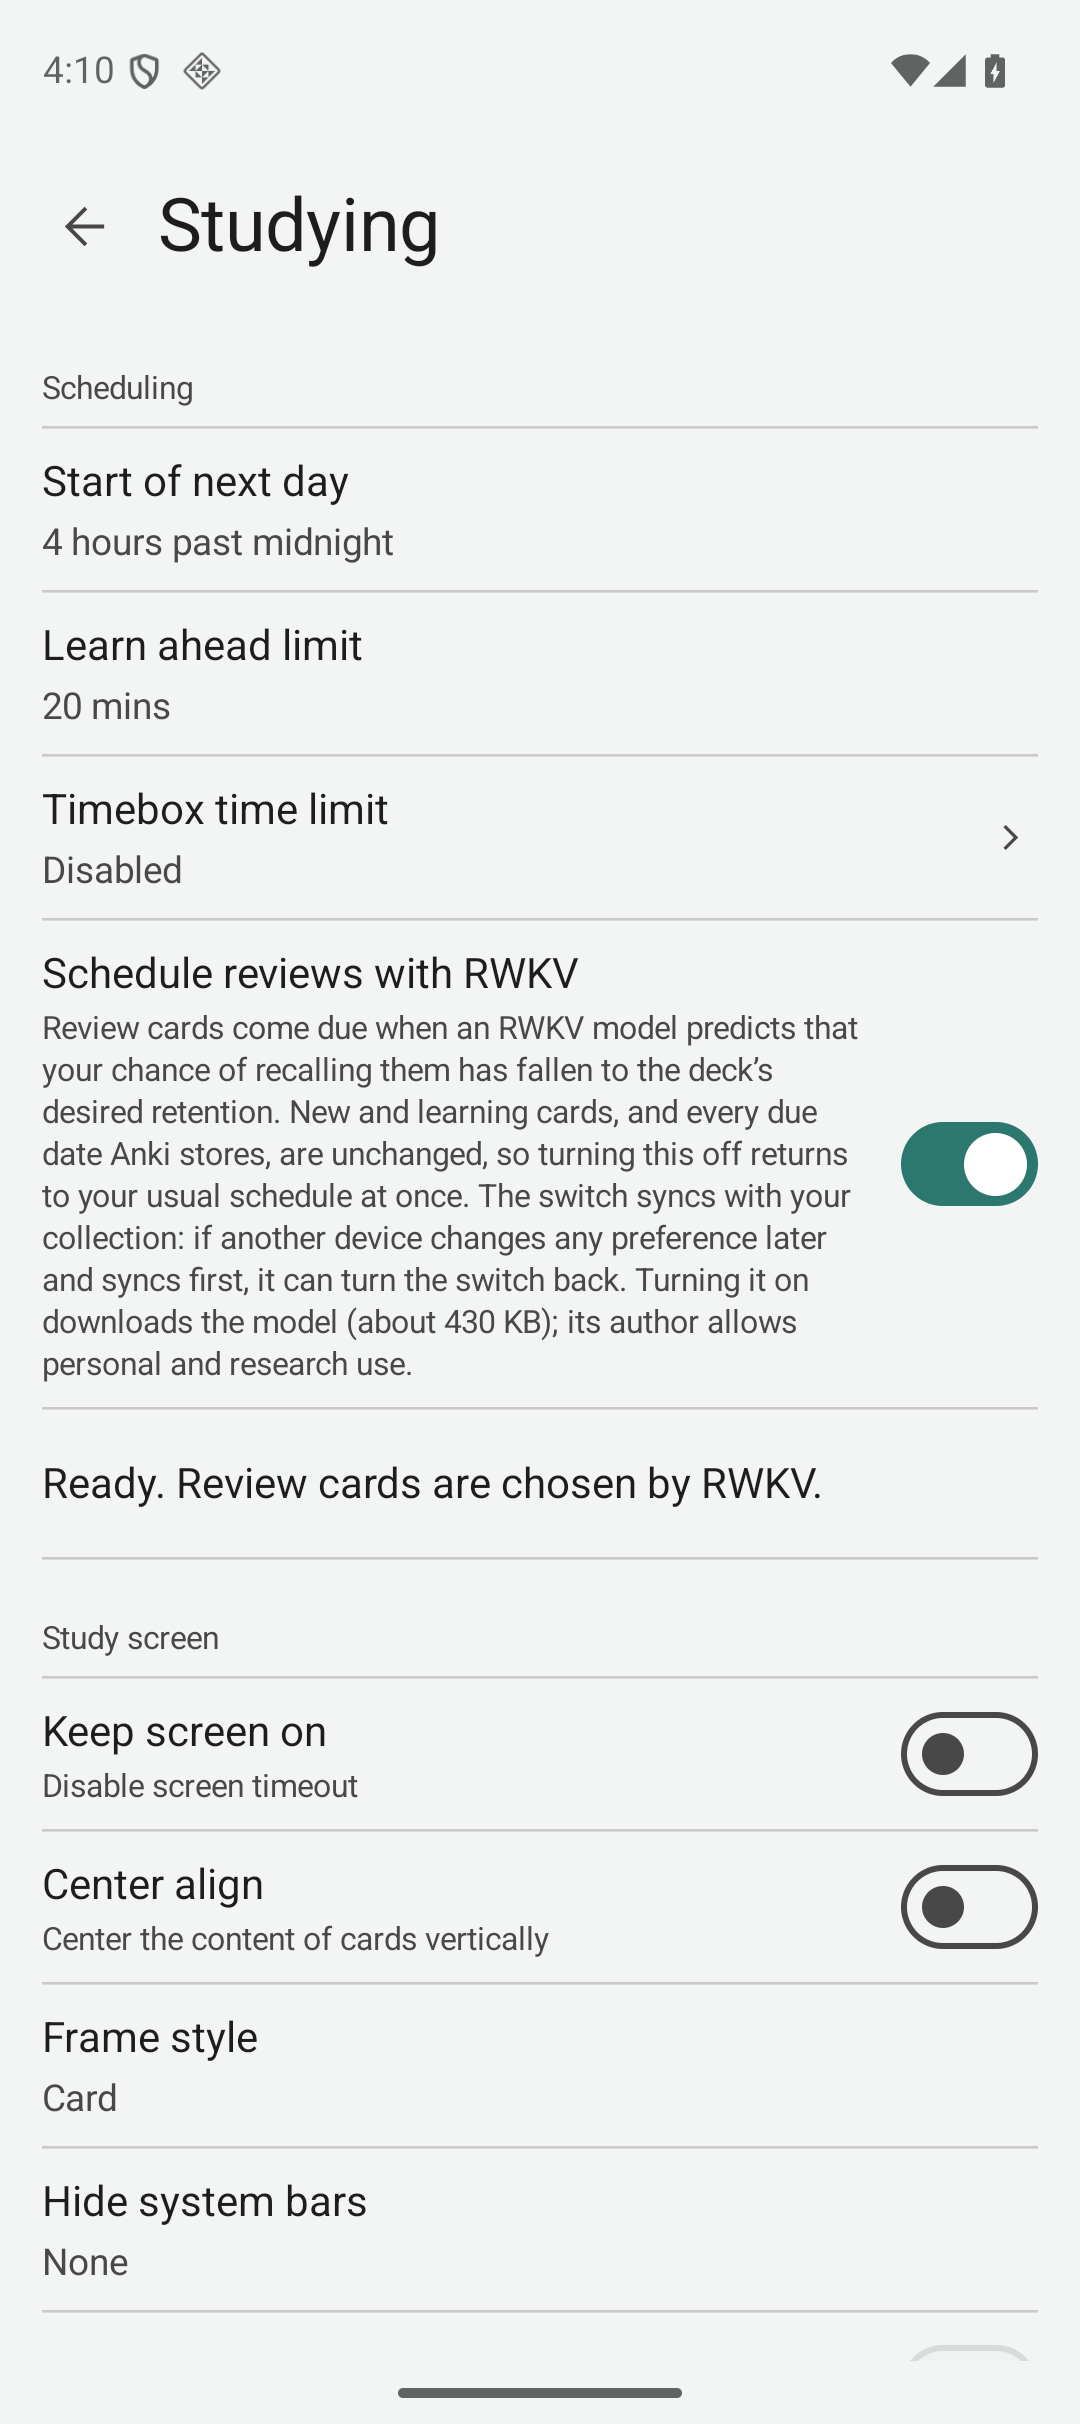 4:10
Studying
Scheduling
Start of next day
4 hours past midnight
Learn ahead limit
20 mins
Timebox time limit
Disabled
Schedule reviews with RWKV
Review cards come due when an RWKV model predicts that
your chance of recalling them has fallen to the deck’s
desired retention. New and learning cards, and every due
date Anki stores, are unchanged, so turning this off returns
to your usual schedule at once. The switch syncs with your
collection: if another device changes any preference later
and syncs first, it can turn the switch back. Turning it on
downloads the model (about 430 KB); its author allows
personal and research use.
Ready. Review cards are chosen by RWKV.
Study screen
Keep screen on
Disable screen timeout
Center align
Center the content of cards vertically
Frame style
Card
Hide system bars
None